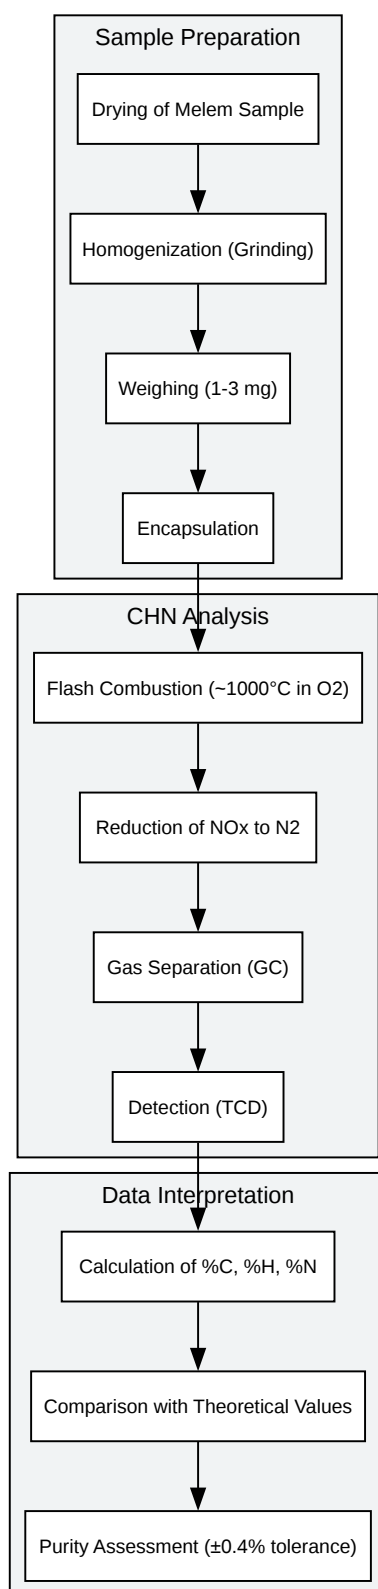 Sample Preparation
Drying of Melem Sample
Homogenization (Grinding)
Weighing (1-3 mg)
Encapsulation
CHN Analysis
Flash Combustion (~1000°C in O2)
Reduction of NOx to N2
Gas Separation (GC)
Detection (TCD)
Data Interpretation
Calculation of %C, %H, %N
Comparison with Theoretical Values
Purity Assessment (±0.4% tolerance)